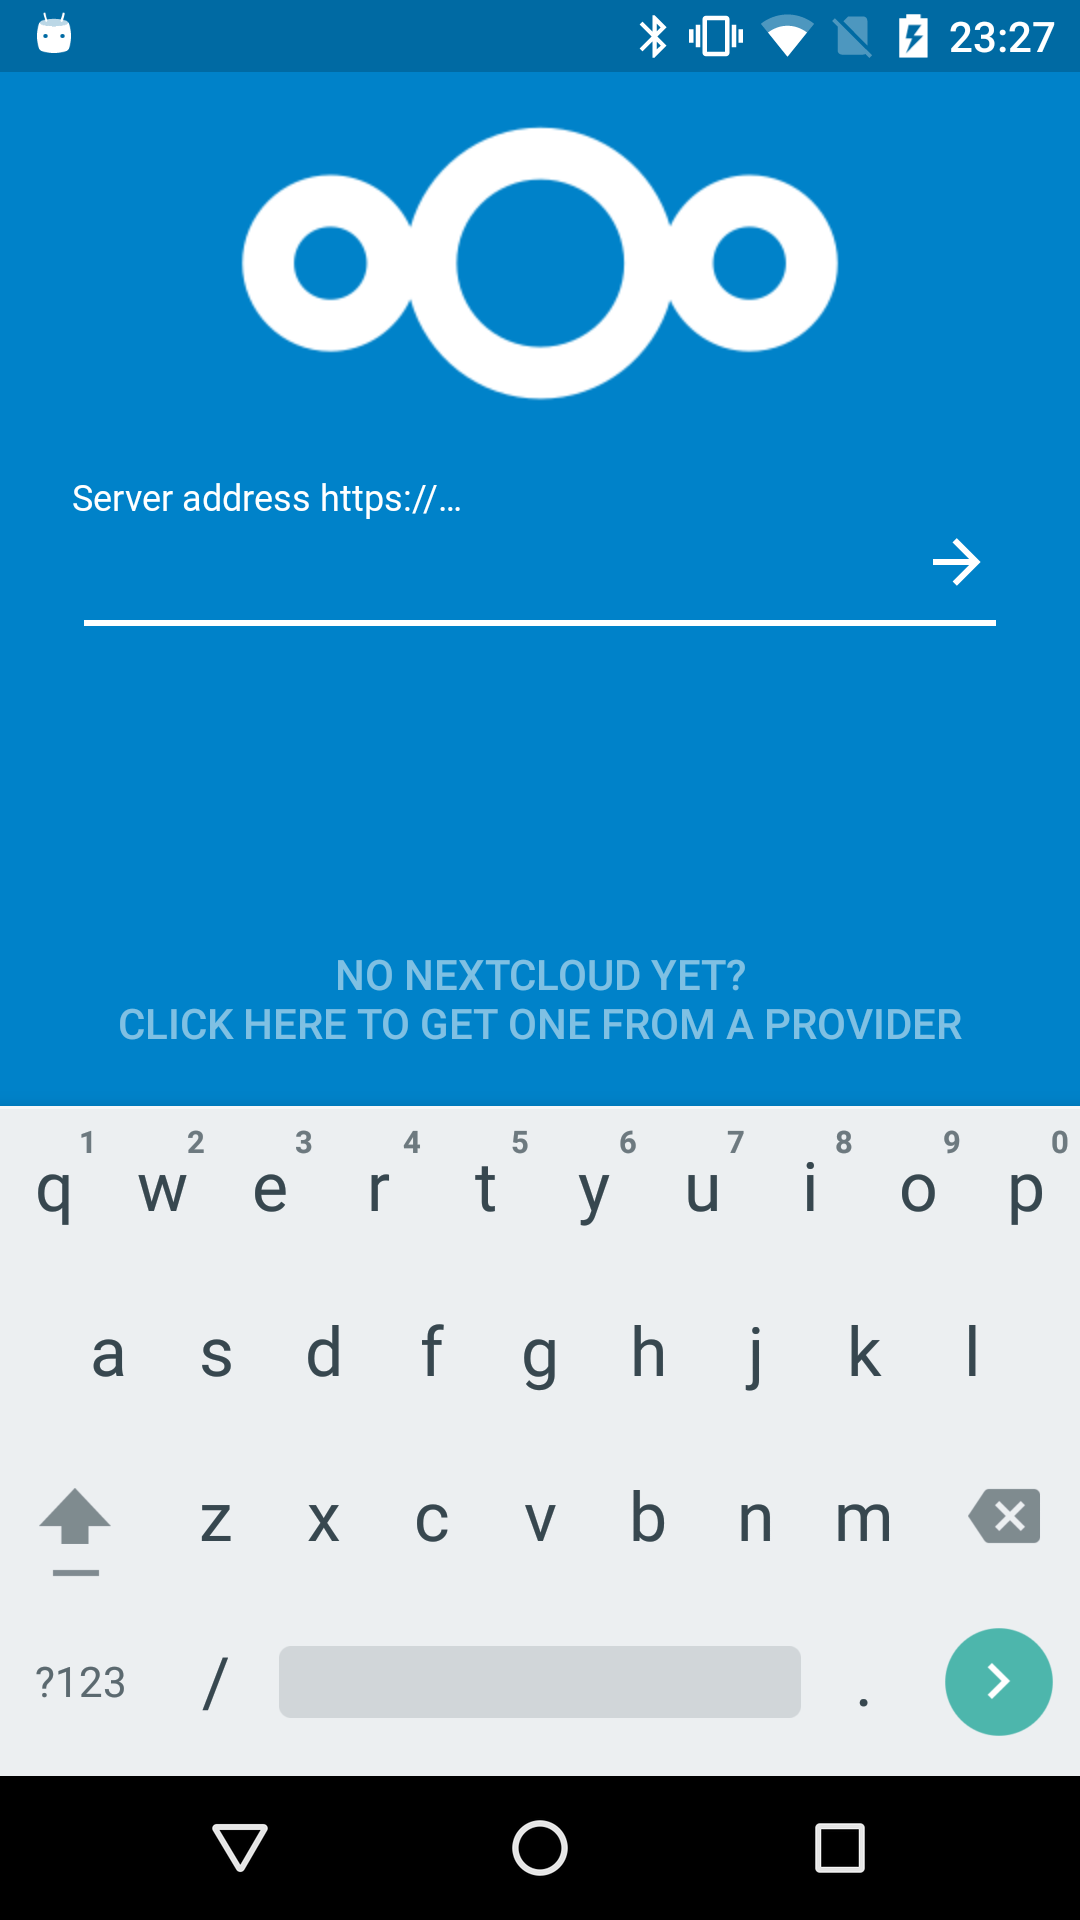 23:27
Server address https://…
NO NEXTCLOUD YET?
CLICK HERE TO GET ONE FROM A PROVIDER
1 2 3 4 5 6 7 8 9 0
q w e r t y u i o p
a s d f g h j k l
z x c v b n m
?123 / .